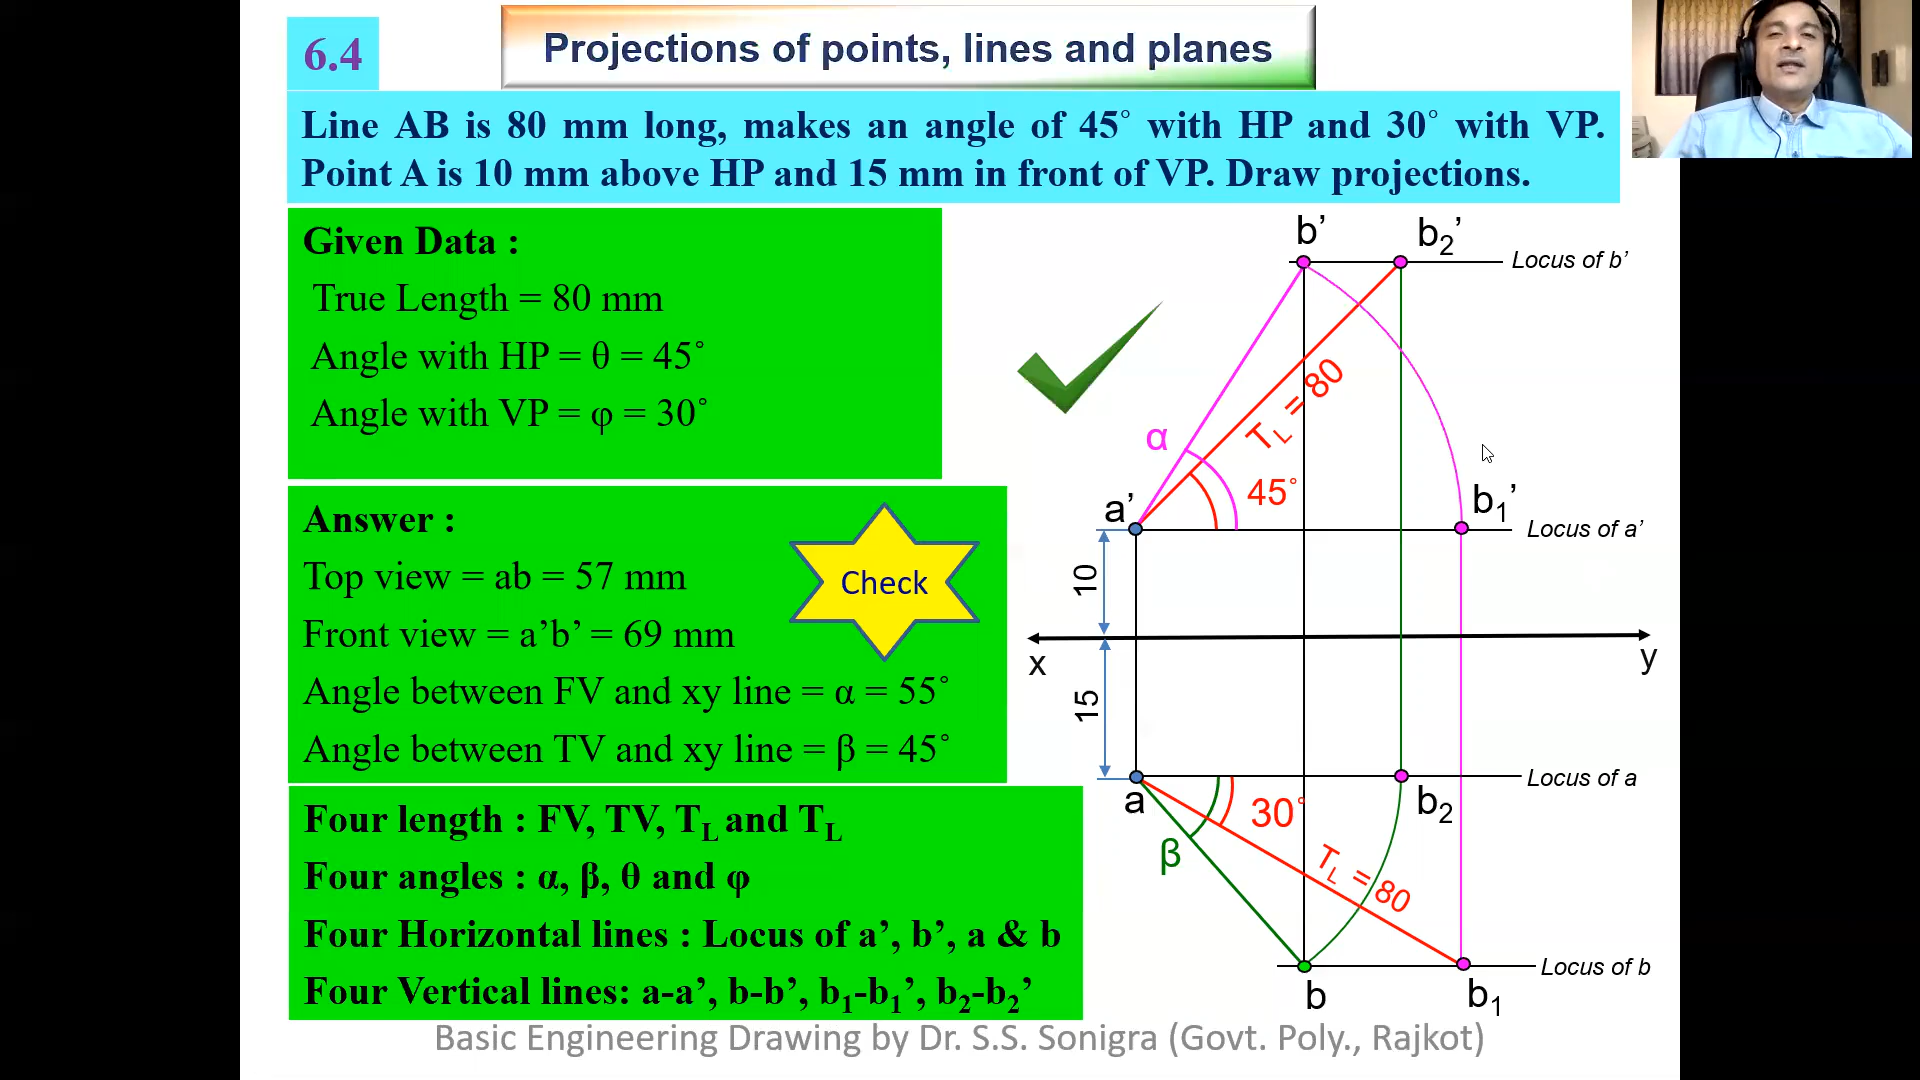 6.4
Projections of points, lines and planes
Line AB is 80 mm long, makes an angle of 45° with HP and 30° with VP.
Point A is 10 mm above HP and 15 mm in front of VP. Draw projections.
Given Data :
True Length = 80 mm
Angle with HP = θ = 45°
Angle with VP = φ = 30°
Answer :
Top view = ab = 57 mm
Front view = a’b’ = 69 mm
Angle between FV and xy line = α = 55°
Angle between TV and xy line = β = 45°
Check
Four length : FV, TV, T_L and T_L
Four angles : α, β, θ and φ
Four Horizontal lines : Locus of a’, b’, a & b
Four Vertical lines: a-a’, b-b’, b₁-b₁’, b₂-b₂’
b’
b₂’
Locus of b’
T_L = 80
α
45°
a’
b₁’
Locus of a’
10
x
y
15
a
30°
b₂
Locus of a
β
T_L = 80
b
b₁
Locus of b
Basic Engineering Drawing by Dr. S.S. Sonigra (Govt. Poly., Rajkot)